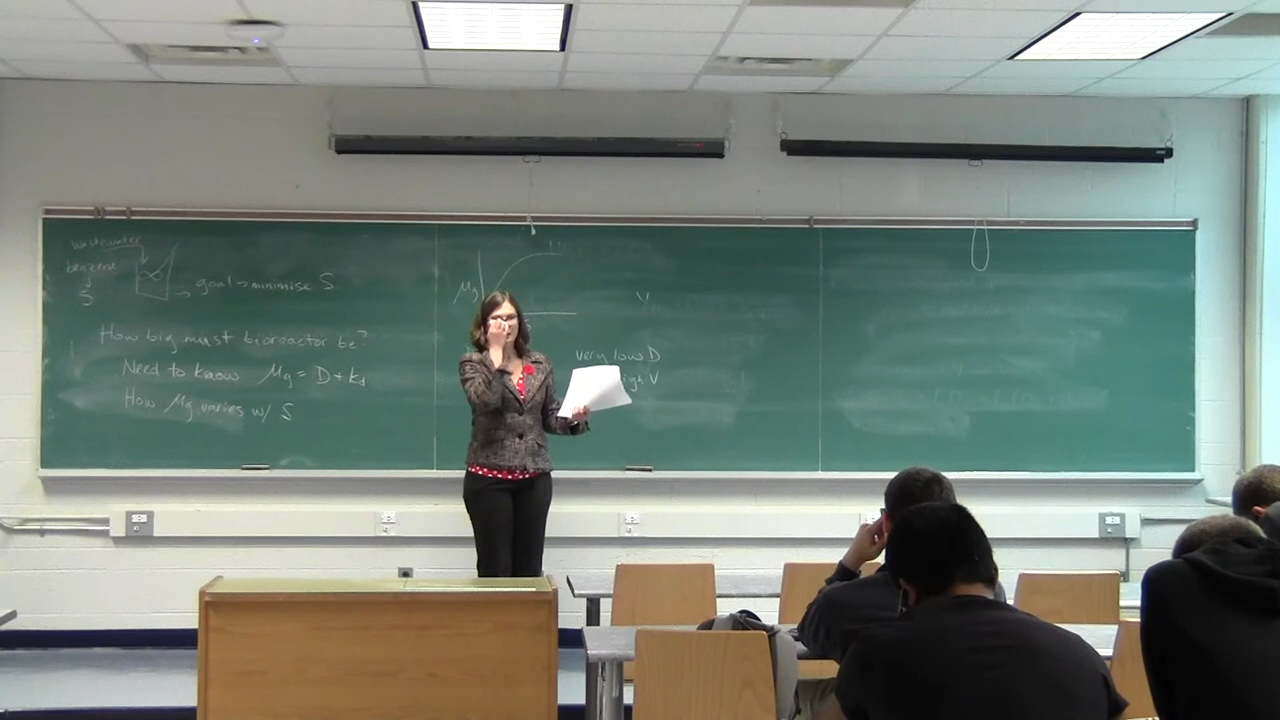 wastewater
benzene
S
goal → minimise S
How big must bioreactor be?
Need to know μg = D + kd
How μg varies w/ S
μg
very low D
V